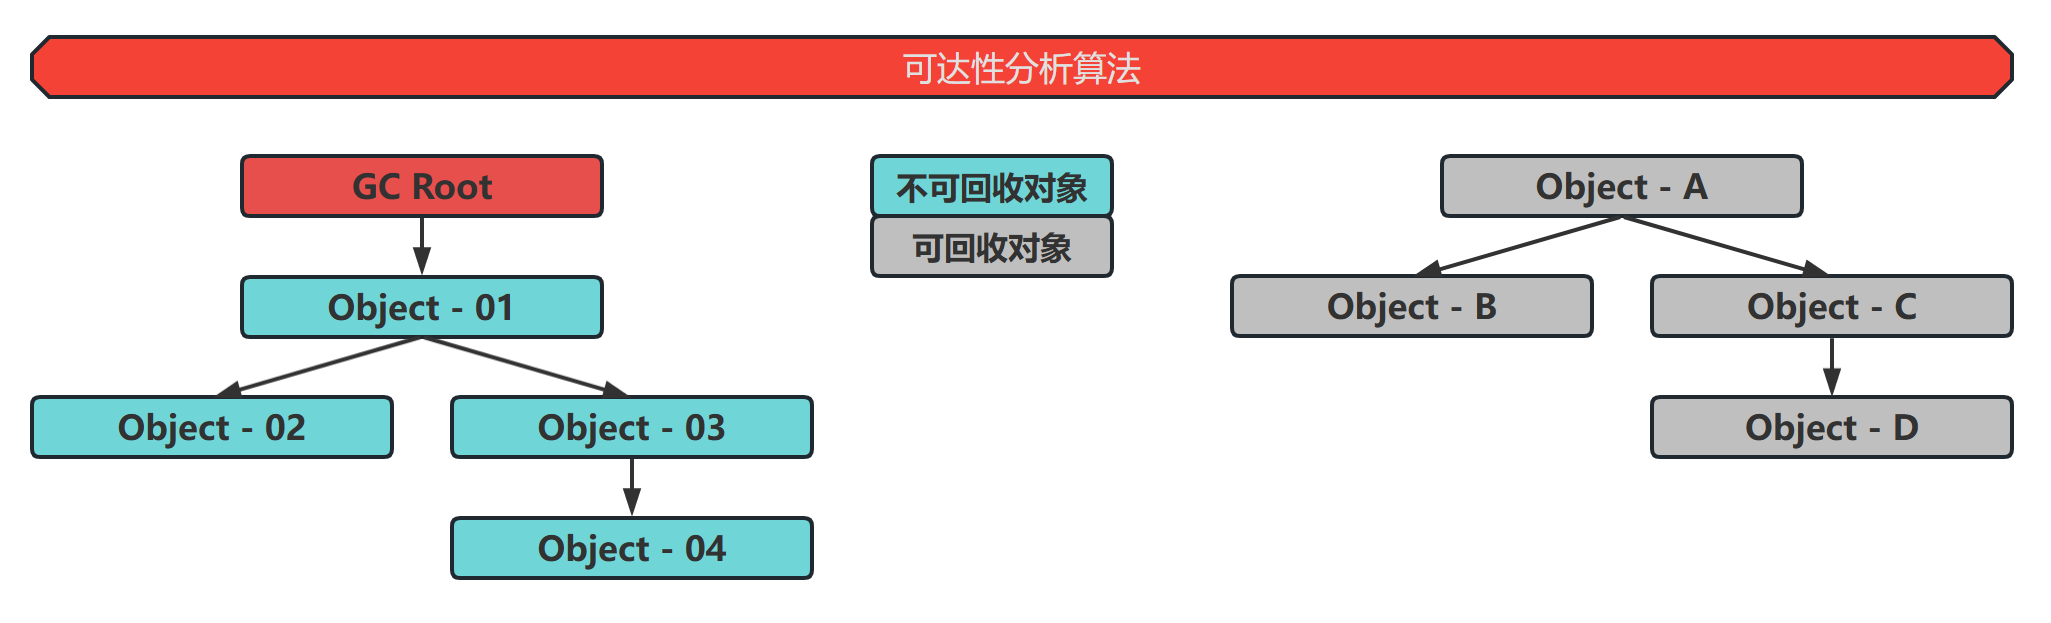 可达性分析算法
GC Root
不可回收对象
可回收对象
Object - A
Object - 01
Object - B
Object - C
Object - 02
Object - 03
Object - D
Object - 04